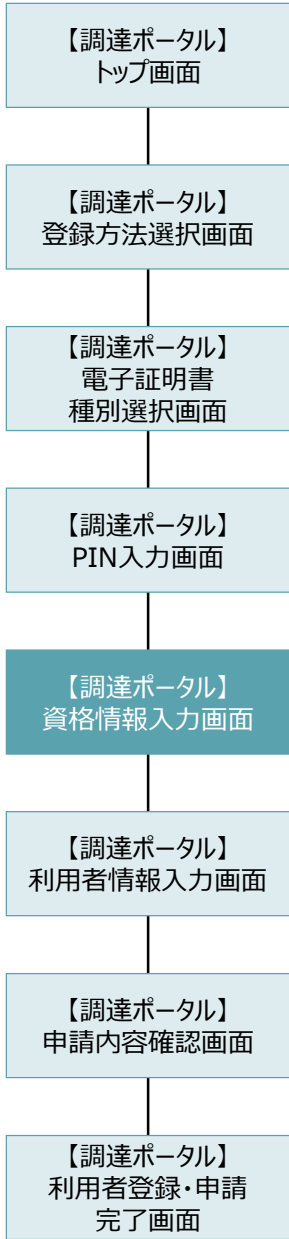 【調達ポータル】
トップ画面
【調達ポータル】
登録方法選択画面
【調達ポータル】
電子証明書
種別選択画面
【調達ポータル】
PIN入力画面
【調達ポータル】
資格情報入力画面
【調達ポータル】
利用者情報入力画面
【調達ポータル】
申請内容確認画面
【調達ポータル】
利用者登録・申請
完了画面